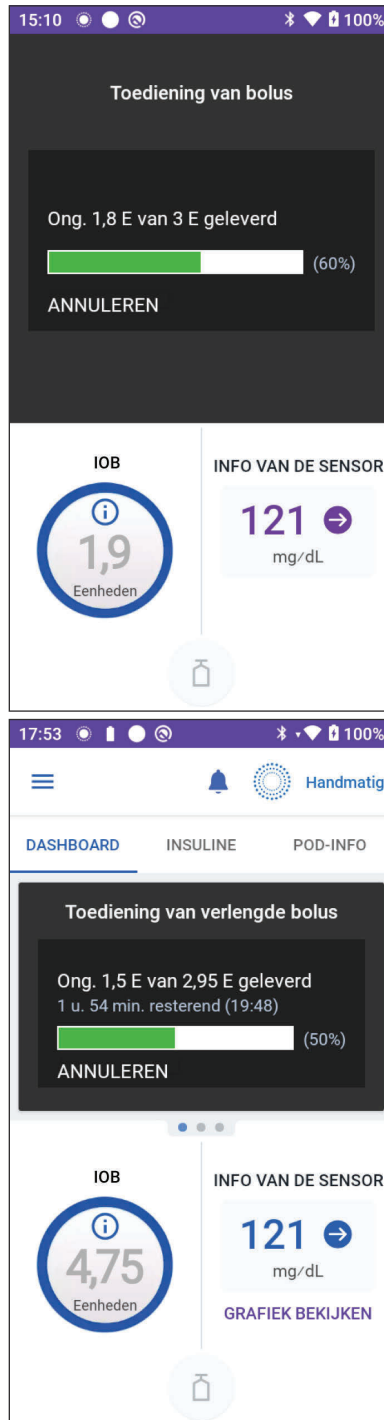 15:10 100%
Toediening van bolus
Ong. 1,8 E van 3 E geleverd
(60%)
ANNULEREN
IOB
1,9
Eenheden
INFO VAN DE SENSOR
121
mg/dL
17:53 100%
Handmatig
DASHBOARD INSULINE POD-INFO
Toediening van verlengde bolus
Ong. 1,5 E van 2,95 E geleverd
1 u. 54 min. resterend (19:48)
(50%)
ANNULEREN
IOB
4,75
Eenheden
INFO VAN DE SENSOR
121
mg/dL
GRAFIEK BEKIJKEN